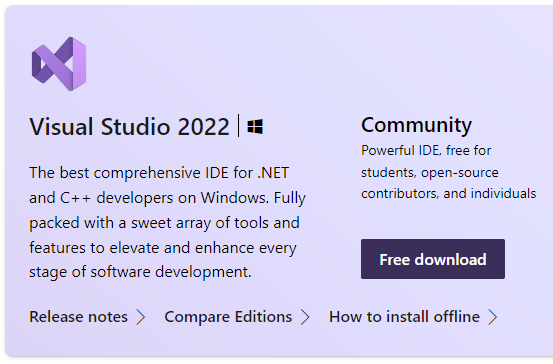 Visual Studio 2022
The best comprehensive IDE for .NET
and C++ developers on Windows. Fully
packed with a sweet array of tools and
features to elevate and enhance every
stage of software development.
Community
Powerful IDE, free for
students, open-source
contributors, and individuals
Free download
Release notes
Compare Editions
How to install offline